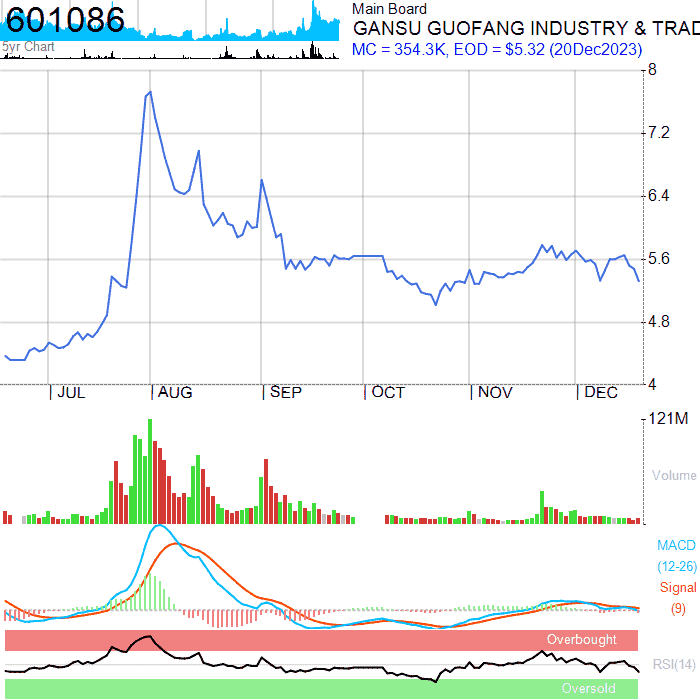 601086
5yr Chart
Main Board
GANSU GUOFANG INDUSTRY & TRAD
MC = 354.3K, EOD = $5.32 (20Dec2023)
8
7.2
6.4
5.6
4.8
4
JUL AUG SEP OCT NOV DEC
121M
Volume
MACD
(12-26)
Signal
(9)
Overbought
RSI(14)
Oversold